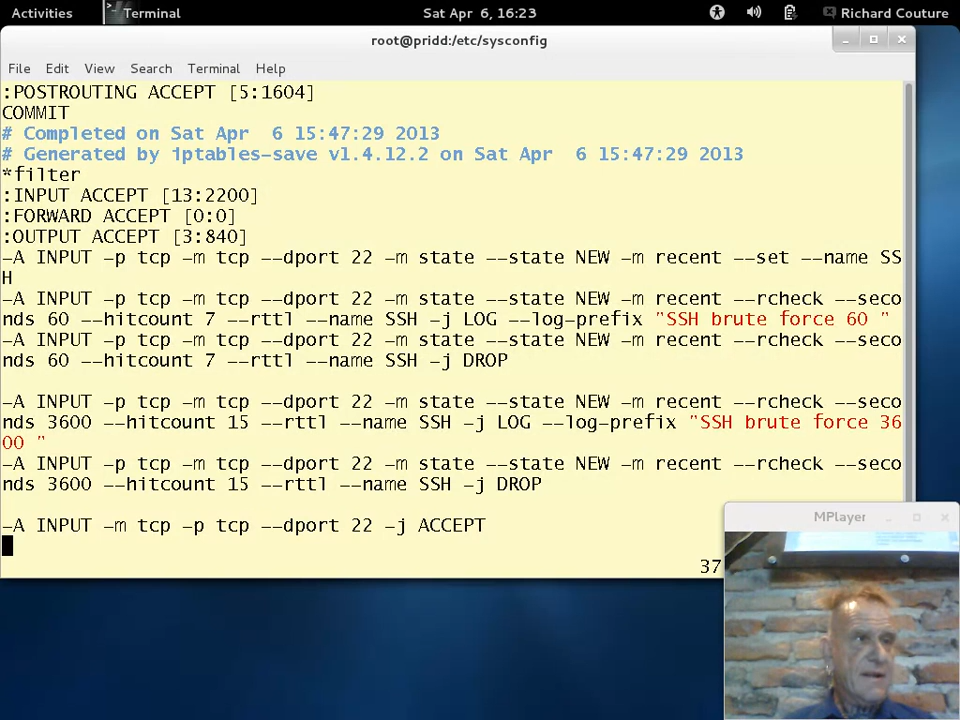 Activities
Terminal
Sat Apr 6, 16:23
Richard Couture
root@pridd:/etc/sysconfig
File Edit View Search Terminal Help
:POSTROUTING ACCEPT [5:1604]
COMMIT
# Completed on Sat Apr  6 15:47:29 2013
# Generated by iptables-save v1.4.12.2 on Sat Apr  6 15:47:29 2013
*filter
:INPUT ACCEPT [13:2200]
:FORWARD ACCEPT [0:0]
:OUTPUT ACCEPT [3:840]
-A INPUT -p tcp -m tcp --dport 22 -m state --state NEW -m recent --set --name SS
H
-A INPUT -p tcp -m tcp --dport 22 -m state --state NEW -m recent --rcheck --seco
nds 60 --hitcount 7 --rttl --name SSH -j LOG --log-prefix "SSH brute force 60 "
-A INPUT -p tcp -m tcp --dport 22 -m state --state NEW -m recent --rcheck --seco
nds 60 --hitcount 7 --rttl --name SSH -j DROP
-A INPUT -p tcp -m tcp --dport 22 -m state --state NEW -m recent --rcheck --seco
nds 3600 --hitcount 15 --rttl --name SSH -j LOG --log-prefix "SSH brute force 36
00 "
-A INPUT -p tcp -m tcp --dport 22 -m state --state NEW -m recent --rcheck --seco
nds 3600 --hitcount 15 --rttl --name SSH -j DROP
-A INPUT -m tcp -p tcp --dport 22 -j ACCEPT
37
MPlayer